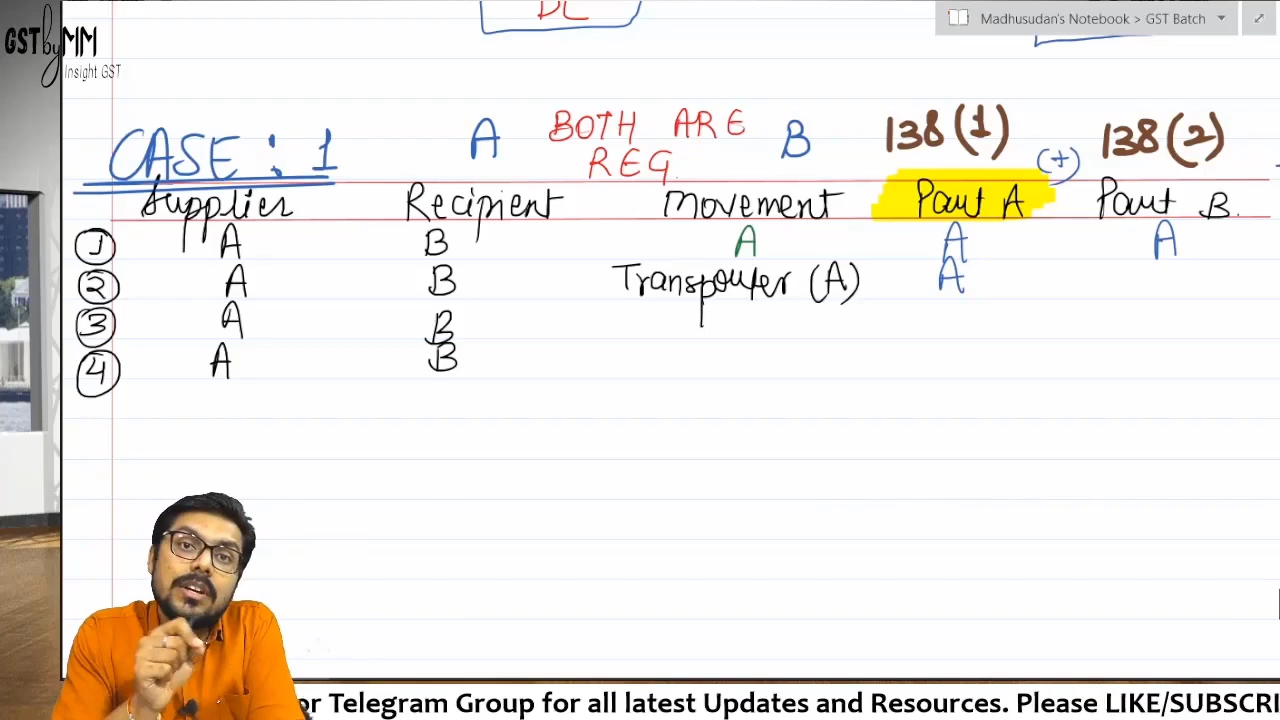 DC
Madhusudan's Notebook > GST Batch
GST by MM
Insight GST
CASE : 1 A BOTH ARE REG B 138(1) (+) 138(2)
Supplier Recipient Movement Part A Part B.
1 A B A A A
2 A B Transporter (A) A
3 A B
4 A B
or Telegram Group for all latest Updates and Resources. Please LIKE/SUBSCRI